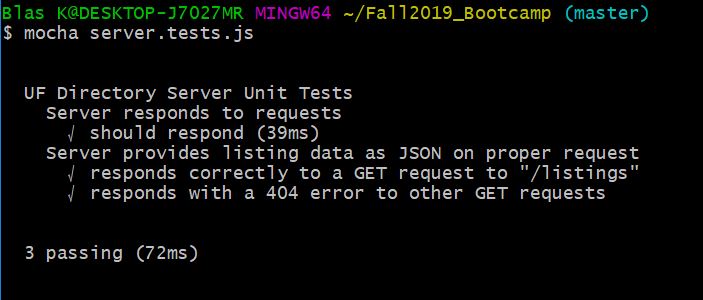 Blas K@DESKTOP-J7027MR MINGW64 ~/Fall2019_Bootcamp (master)
$ mocha server.tests.js
UF Directory Server Unit Tests
Server responds to requests
√ should respond (39ms)
Server provides listing data as JSON on proper request
√ responds correctly to a GET request to "/listings"
√ responds with a 404 error to other GET requests
3 passing (72ms)